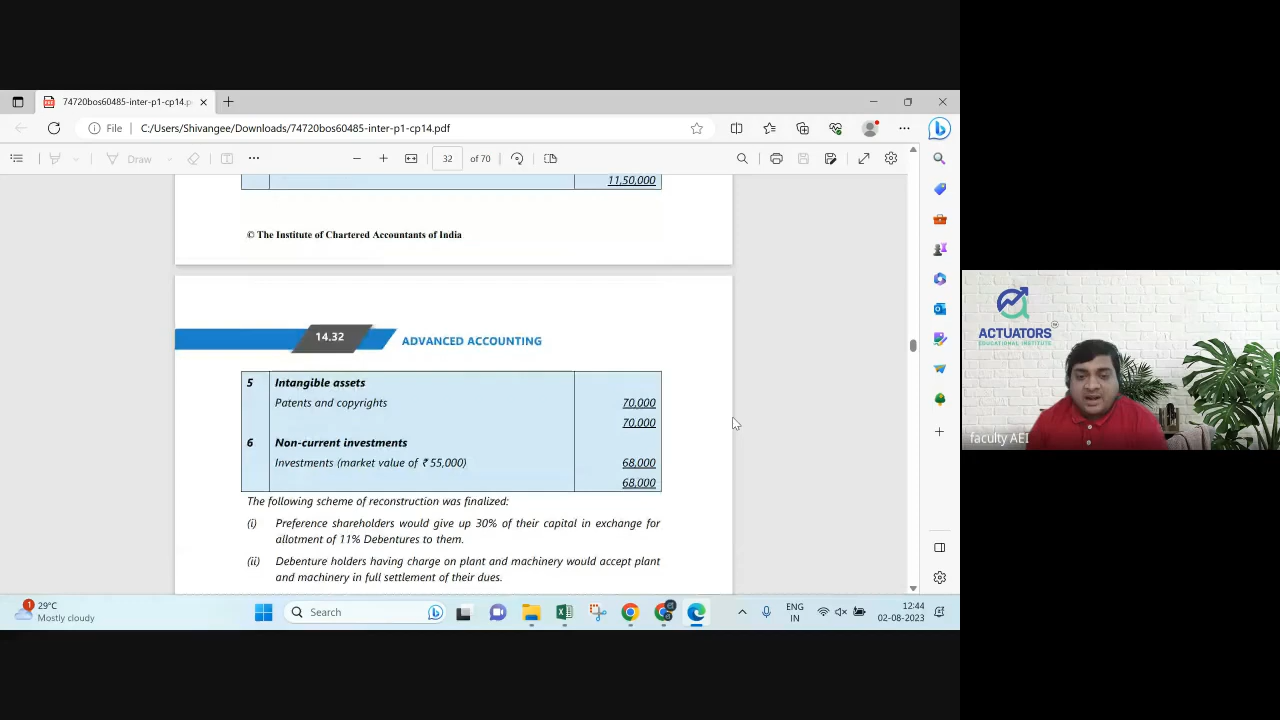 74720bos60485-inter-p1-cp14.p
File C:/Users/Shivangee/Downloads/74720bos60485-inter-p1-cp14.pdf
Draw
32 of 70
11,50,000
© The Institute of Chartered Accountants of India
14.32 ADVANCED ACCOUNTING
5 Intangible assets
Patents and copyrights 70,000
70,000
6 Non-current investments
Investments (market value of ₹ 55,000) 68,000
68,000
The following scheme of reconstruction was finalized:
(i) Preference shareholders would give up 30% of their capital in exchange for
allotment of 11% Debentures to them.
(ii) Debenture holders having charge on plant and machinery would accept plant
and machinery in full settlement of their dues.
ACTUATORS
EDUCATIONAL INSTITUTE
faculty AEI
1
29°C
Mostly cloudy
Search
ENG
IN
12:44
02-08-2023